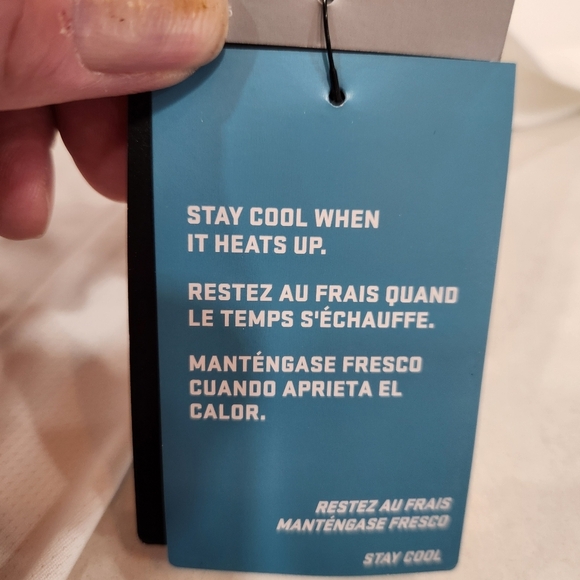 STAY COOL WHEN
IT HEATS UP.
RESTEZ AU FRAIS QUAND
LE TEMPS S'ÉCHAUFFE.
MANTÉNGASE FRESCO
CUANDO APRIETA EL
CALOR.
RESTEZ AU FRAIS
MANTÉNGASE FRESCO
STAY COOL